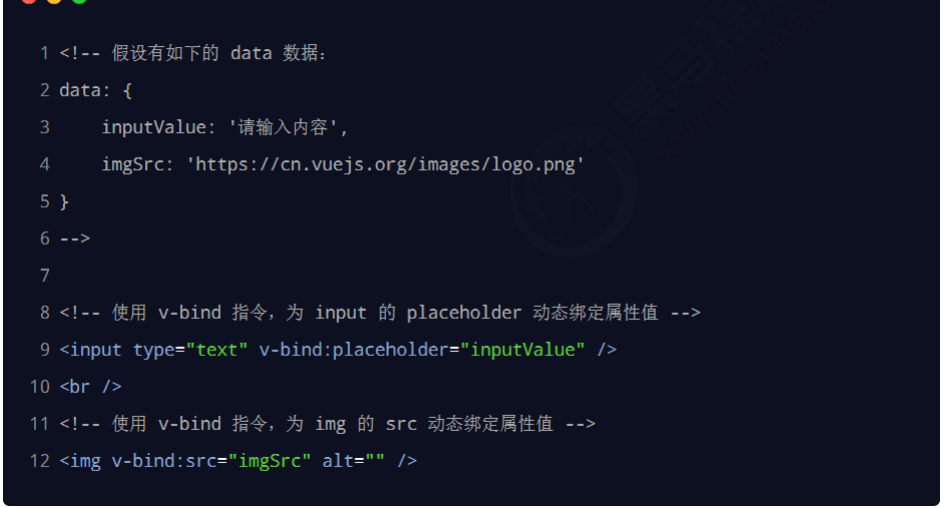 1 <!-- 假设有如下的 data 数据:
2 data: {
3     inputValue: '请输入内容',
4     imgSrc: 'https://cn.vuejs.org/images/logo.png'
5 }
6 -->
7
8 <!-- 使用 v-bind 指令，为 input 的 placeholder 动态绑定属性值 -->
9 <input type="text" v-bind:placeholder="inputValue" />
10 <br />
11 <!-- 使用 v-bind 指令，为 img 的 src 动态绑定属性值 -->
12 <img v-bind:src="imgSrc" alt="" />